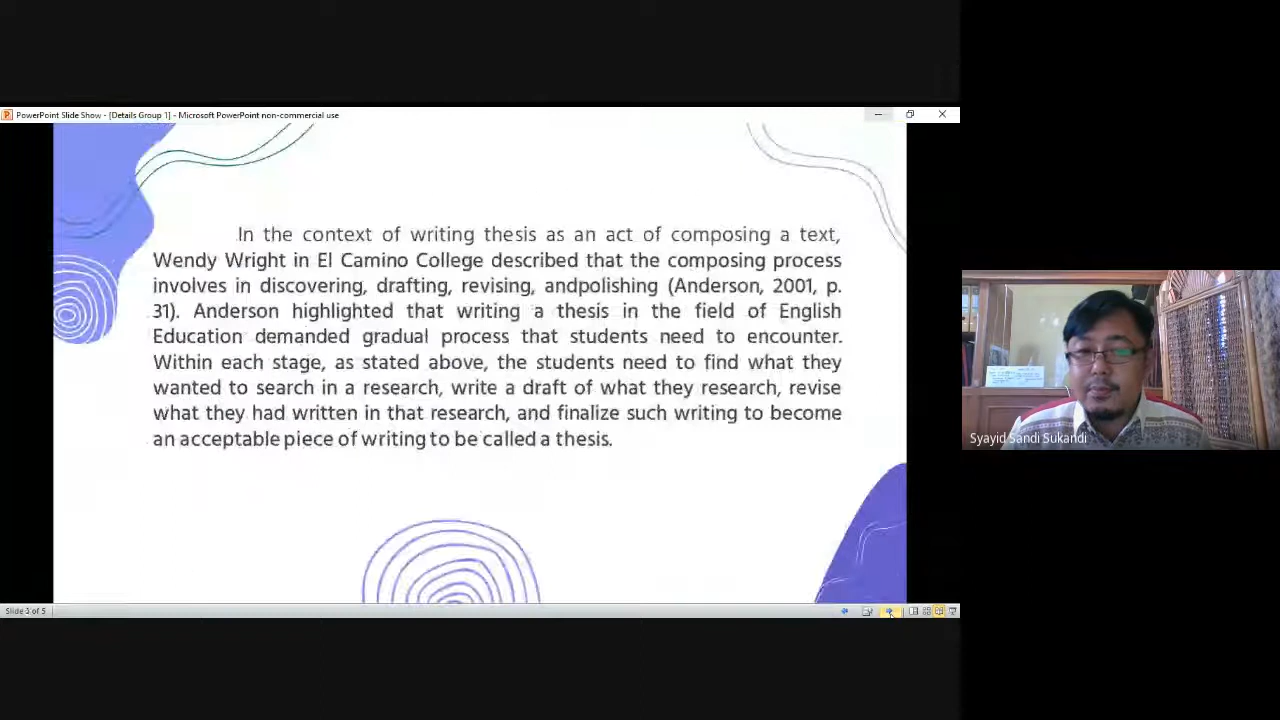 PowerPoint Slide Show - [Details Group 1] - Microsoft PowerPoint non-commercial use
In the context of writing thesis as an act of composing a text,
Wendy Wright in El Camino College described that the composing process
involves in discovering, drafting, revising, andpolishing (Anderson, 2001, p.
31). Anderson highlighted that writing a thesis in the field of English
Education demanded gradual process that students need to encounter.
Within each stage, as stated above, the students need to find what they
wanted to search in a research, write a draft of what they research, revise
what they had written in that research, and finalize such writing to become
an acceptable piece of writing to be called a thesis.
Syayid Sandi Sukandi
Slide 3 of 5